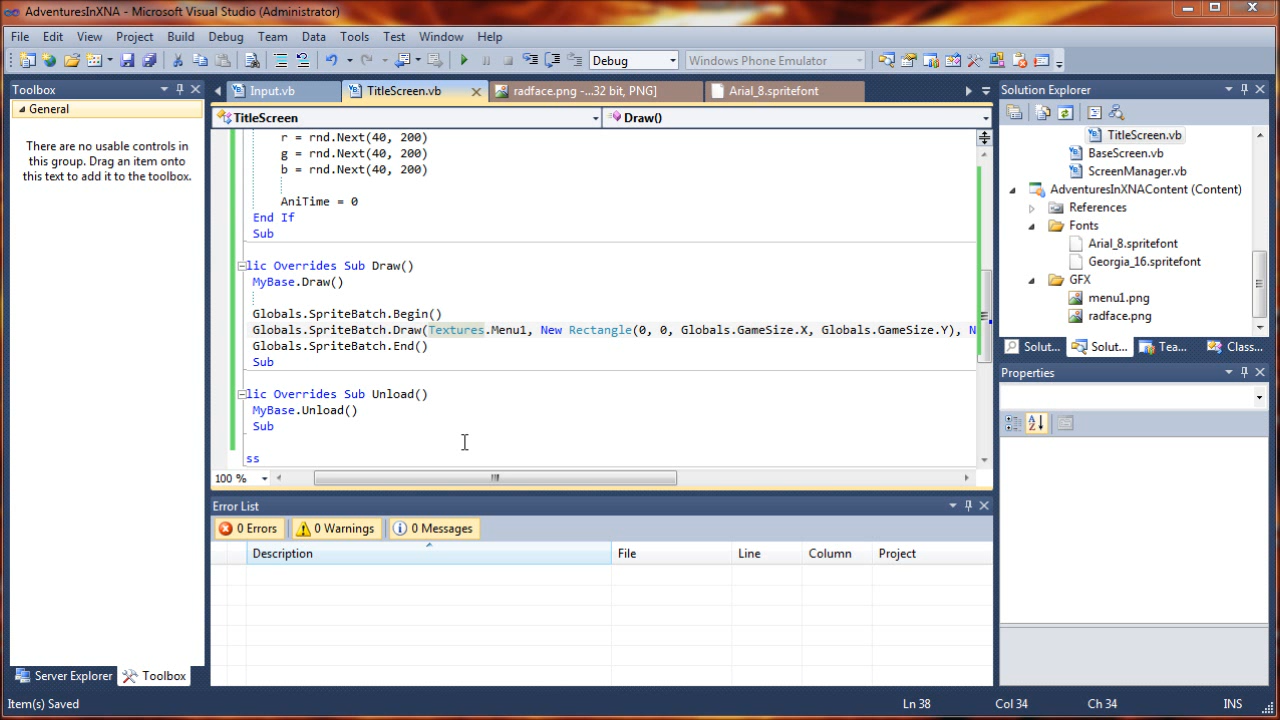 AdventuresInXNA - Microsoft Visual Studio (Administrator)
File Edit View Project Build Debug Team Data Tools Test Window Help
Debug Windows Phone Emulator
Toolbox
General
There are no usable controls in
this group. Drag an item onto
this text to add it to the toolbox.
Server Explorer Toolbox
Input.vb TitleScreen.vb radface.png -...32 bit, PNG] Arial_8.spritefont
TitleScreen Draw()
r = rnd.Next(40, 200)
g = rnd.Next(40, 200)
b = rnd.Next(40, 200)
AniTime = 0
End If
Sub
lic Overrides Sub Draw()
MyBase.Draw()
Globals.SpriteBatch.Begin()
Globals.SpriteBatch.Draw(Textures.Menu1, New Rectangle(0, 0, Globals.GameSize.X, Globals.GameSize.Y), N
Globals.SpriteBatch.End()
Sub
lic Overrides Sub Unload()
MyBase.Unload()
Sub
ss
100 %
Error List
0 Errors 0 Warnings 0 Messages
Description File Line Column Project
Solution Explorer
TitleScreen.vb
BaseScreen.vb
ScreenManager.vb
AdventuresInXNAContent (Content)
References
Fonts
Arial_8.spritefont
Georgia_16.spritefont
GFX
menu1.png
radface.png
Solut... Solut... Tea... Class...
Properties
Item(s) Saved Ln 38 Col 34 Ch 34 INS